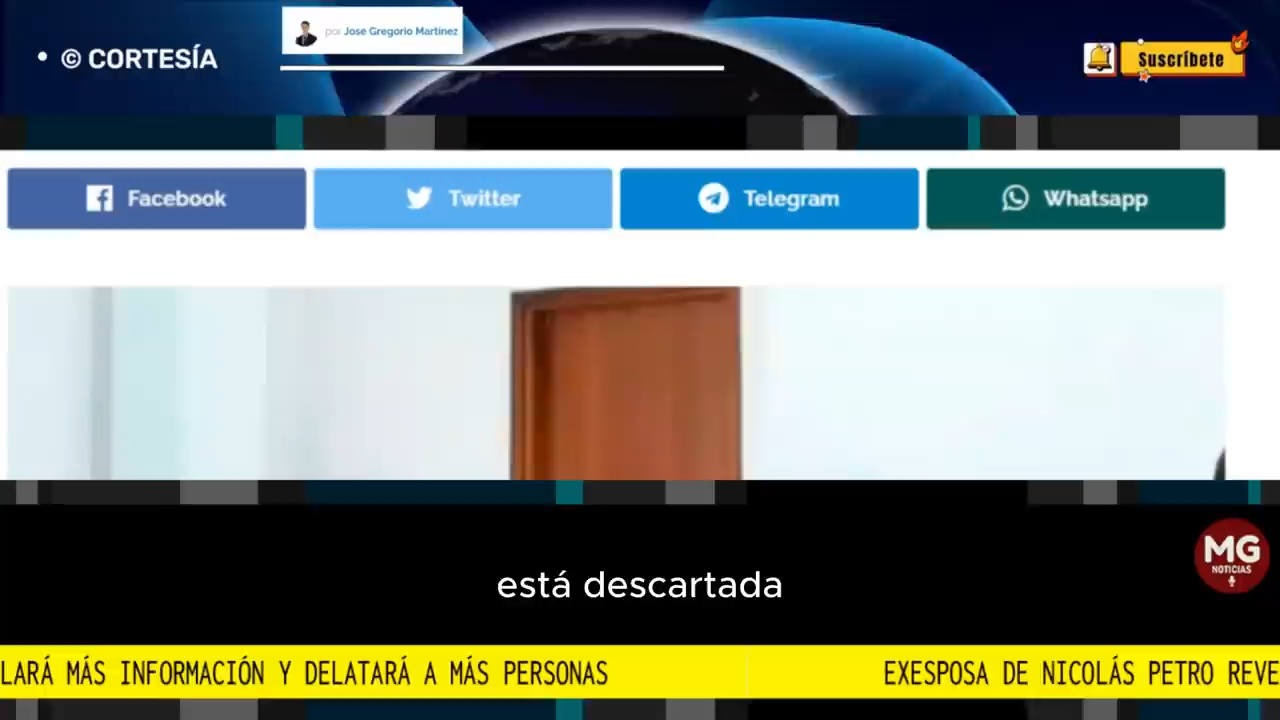 • © CORTESÍA
por Jose Gregorio Martínez
Suscríbete
Facebook
Twitter
Telegram
Whatsapp
MG
NOTICIAS
está descartada
LARÁ MÁS INFORMACIÓN Y DELATARÁ A MÁS PERSONAS
EXESPOSA DE NICOLÁS PETRO REVE